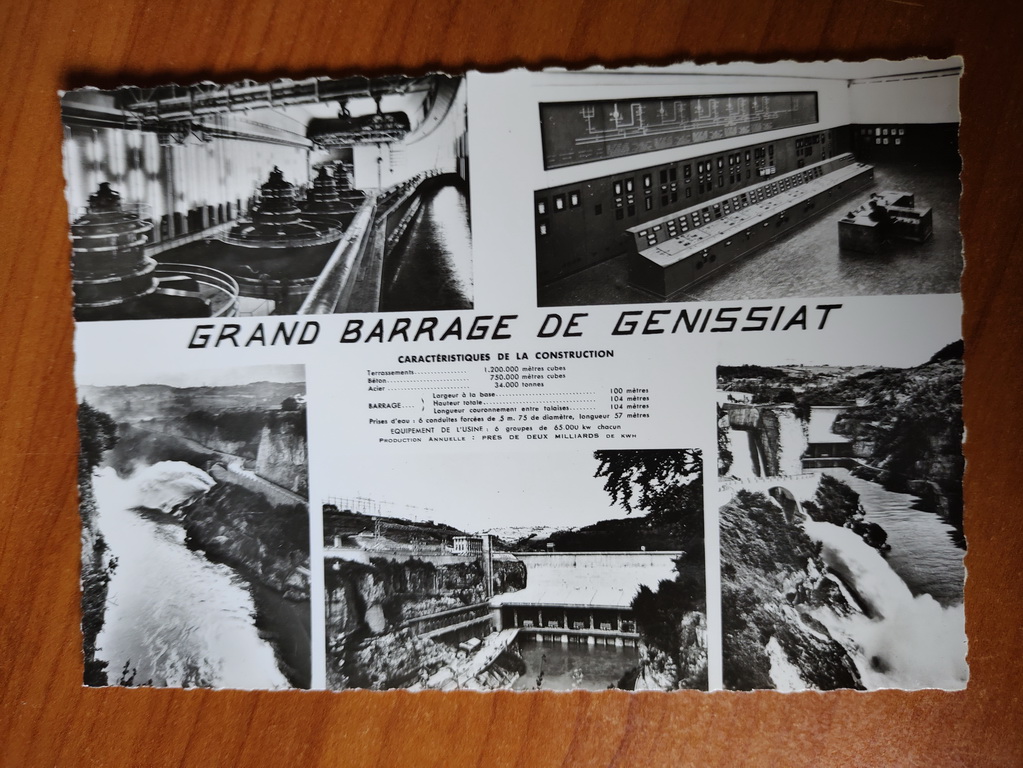 GRAND BARRAGE DE GENISSIAT
CARACTÉRISTIQUES DE LA CONSTRUCTION
Terrassements.................. 1.200.000 mètres cubes
Béton.................. 750.000 mètres cubes
Acier.................. 34.000 tonnes
Largeur à la base.................. 100 mètres
BARRAGE.... Hauteur totale.................. 104 mètres
Longueur couronnement entre talaises........ 104 mètres
Prises d'eau : 6 conduites forcées de 5 m. 75 de diamètre, longueur 57 mètres
EQUIPEMENT DE L'USINE : 6 groupes de 65.000 kw chacun
PRODUCTION ANNUELLE : PRÈS DE DEUX MILLIARDS DE KWH